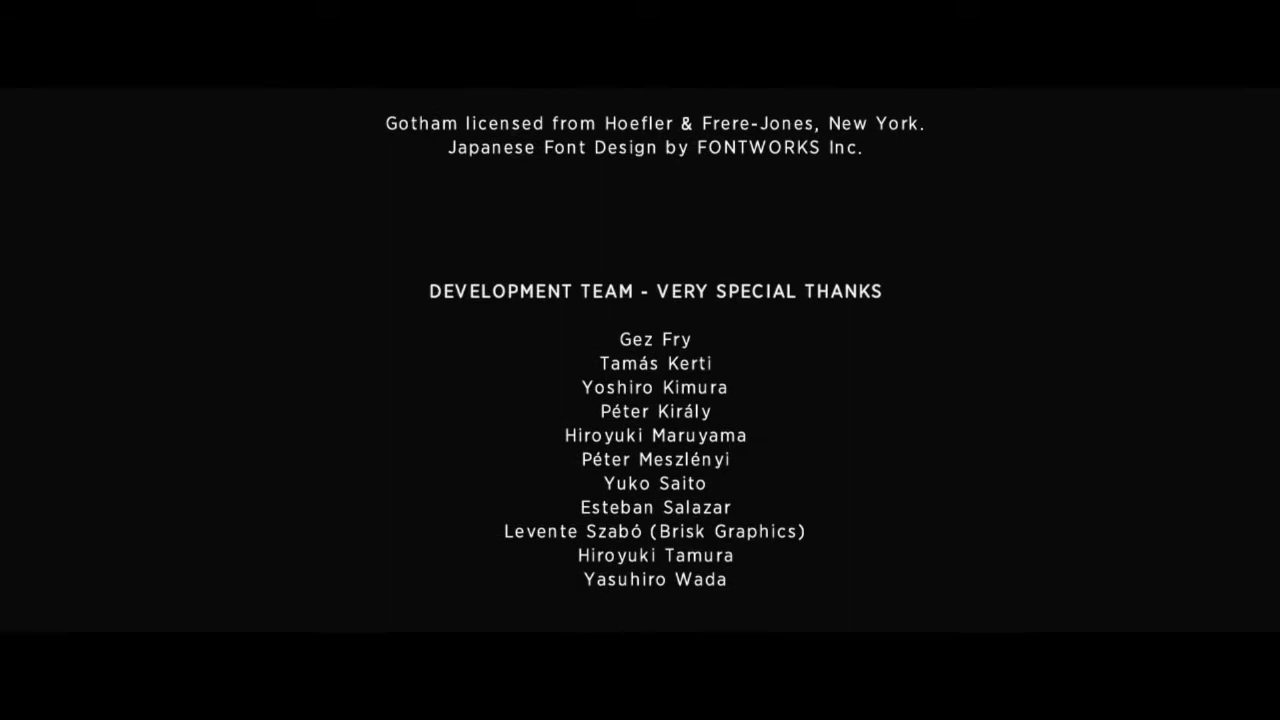 Gotham licensed from Hoefler & Frere-Jones, New York.
Japanese Font Design by FONTWORKS Inc.
DEVELOPMENT TEAM - VERY SPECIAL THANKS
Gez Fry
Tamás Kerti
Yoshiro Kimura
Péter Király
Hiroyuki Maruyama
Péter Meszlényi
Yuko Saito
Esteban Salazar
Levente Szabó (Brisk Graphics)
Hiroyuki Tamura
Yasuhiro Wada